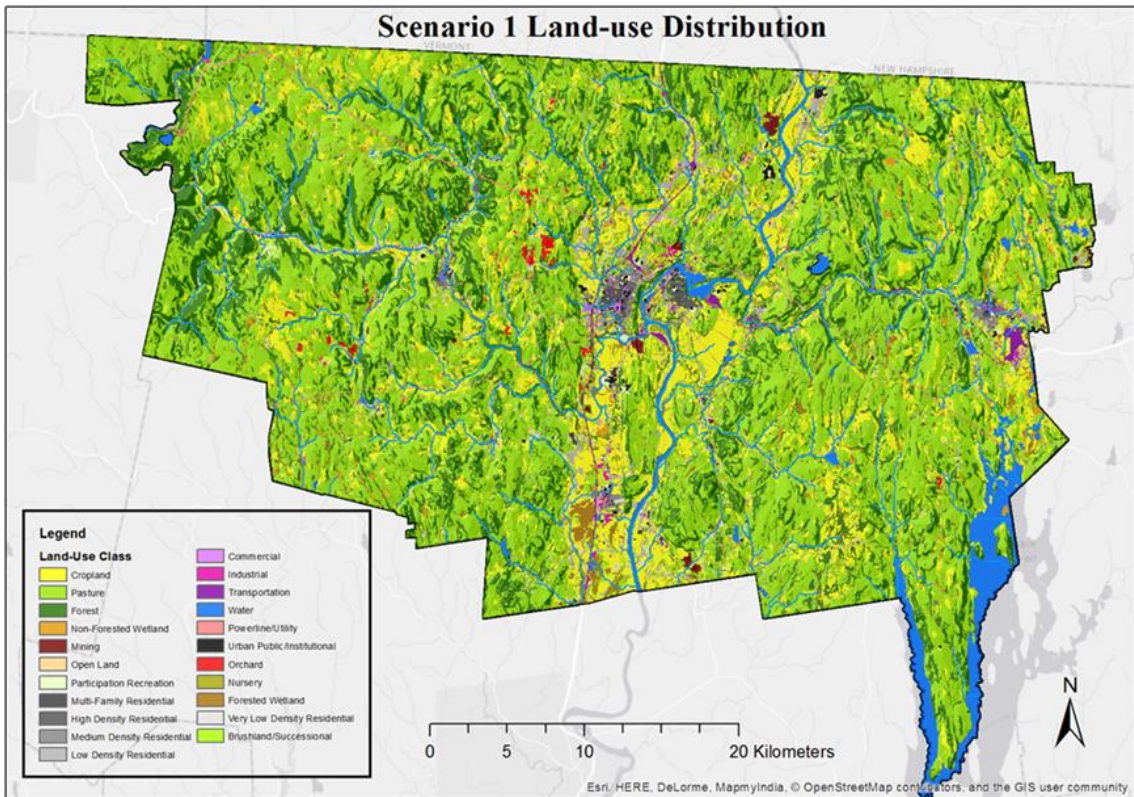 Scenario 1 Land-use Distribution
VERMONT
NEW HAMPSHIRE
Legend
Land-Use Class
Cropland
Pasture
Forest
Non-Forested Wetland
Mining
Open Land
Participation Recreation
Multi-Family Residential
High Density Residential
Medium Density Residential
Low Density Residential
Commercial
Industrial
Transportation
Water
Powerline/Utility
Urban Public/Institutional
Orchard
Nursery
Forested Wetland
Very Low Density Residential
Brushland/Successional
0 5 10 20 Kilometers
N
Esri, HERE, DeLorme, MapmyIndia, © OpenStreetMap contributors, and the GIS user community